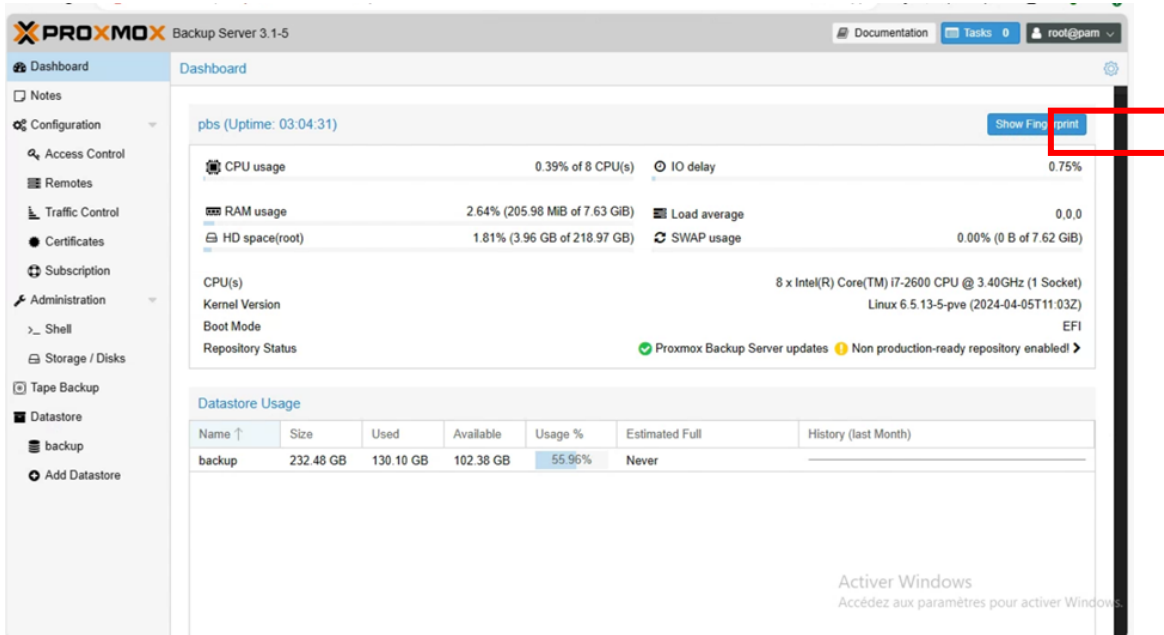 PROXMOX Backup Server 3.1-5 Documentation Tasks 0 root@pam
Dashboard
Notes
Configuration
Access Control
Remotes
Traffic Control
Certificates
Subscription
Administration
>_ Shell
Storage / Disks
Tape Backup
Datastore
backup
Add Datastore
Dashboard
pbs (Uptime: 03:04:31) Show Fingerprint
CPU usage 0.39% of 8 CPU(s) IO delay 0.75%
RAM usage 2.64% (205.98 MiB of 7.63 GiB) Load average 0,0,0
HD space(root) 1.81% (3.96 GB of 218.97 GB) SWAP usage 0.00% (0 B of 7.62 GiB)
CPU(s) 8 x Intel(R) Core(TM) i7-2600 CPU @ 3.40GHz (1 Socket)
Kernel Version Linux 6.5.13-5-pve (2024-04-05T11:03Z)
Boot Mode EFI
Repository Status Proxmox Backup Server updates Non production-ready repository enabled!
Datastore Usage
Name Size Used Available Usage % Estimated Full History (last Month)
backup 232.48 GB 130.10 GB 102.38 GB 55.96% Never
Activer Windows
Accédez aux paramètres pour activer Windows.